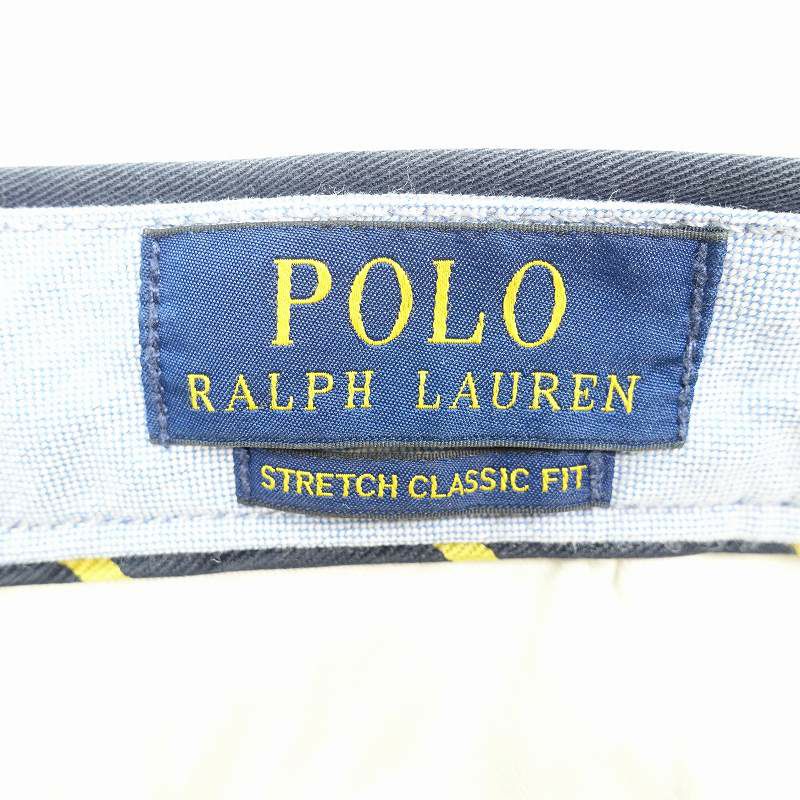 POLO
RALPH LAUREN
STRETCH CLASSIC FIT